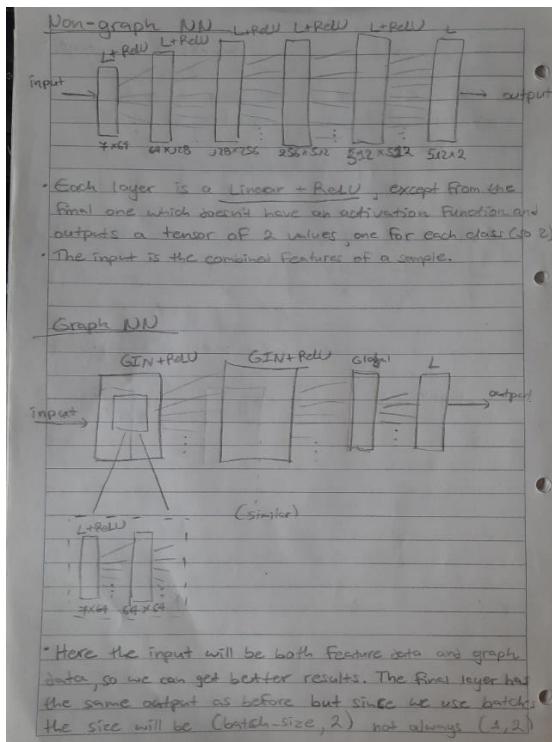 Non-graph NN
L+ReLU L+ReLU L+ReLU L+ReLU L+ReLU L
input output
7×64 64×128 128×256 256×512 512×512 512×2
• Each layer is a Linear + ReLU, except from the
final one which doesn't have an activation function and
outputs a tensor of 2 values, one for each class (so 2)
• The input is the combined features of a sample.
Graph NN
GIN+ReLU GIN+ReLU Global L
input output
(similar)
L+ReLU
7×64 64×64
• Here the input will be both feature data and graph
data, so we can get better results. The final layer has
the same output as before but since we use batches
the size will be (batch-size, 2) not always (1,2)